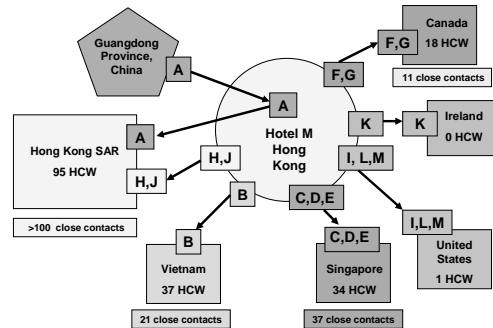 Guangdong
Province,
China
A
A
Hotel M
Hong
Kong
F,G
F,G
Canada
18 HCW
11 close contacts
K
K
Ireland
0 HCW
I, L,M
I,L,M
United
States
1 HCW
A
Hong Kong SAR
95 HCW
H,J
H,J
>100 close contacts
B
B
Vietnam
37 HCW
21 close contacts
C,D,E
C,D,E
Singapore
34 HCW
37 close contacts